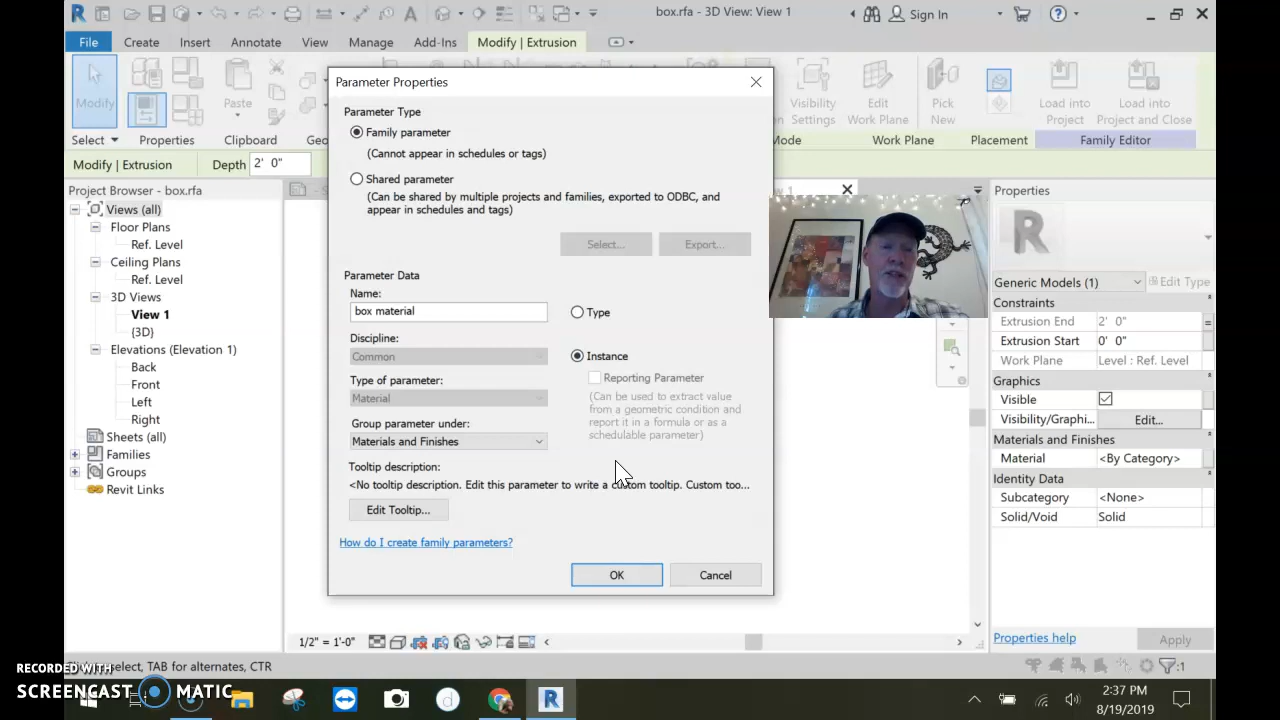 box.rfa - 3D View: View 1
Sign In
File
Create
Insert
Annotate
View
Manage
Add-Ins
Modify | Extrusion
Modify
Paste
Visibility
Settings
Edit
Work Plane
Pick
New
Load into
Project
Load into
Project and Close
Select
Properties
Clipboard
Geo
Mode
Work Plane
Placement
Family Editor
Modify | Extrusion
Depth
2' 0"
Project Browser - box.rfa
Views (all)
Floor Plans
Ref. Level
Ceiling Plans
Ref. Level
3D Views
View 1
(3D)
Elevations (Elevation 1)
Back
Front
Left
Right
Sheets (all)
Families
Groups
Revit Links
Parameter Properties
Parameter Type
Family parameter
(Cannot appear in schedules or tags)
Shared parameter
(Can be shared by multiple projects and families, exported to ODBC, and
appear in schedules and tags)
Select...
Export...
Parameter Data
Name:
box material
Type
Discipline:
Common
Instance
Reporting Parameter
(Can be used to extract value
from a geometric condition and
report it in a formula or as a
schedulable parameter)
Type of parameter:
Material
Group parameter under:
Materials and Finishes
Tooltip description:
<No tooltip description. Edit this parameter to write a custom tooltip. Custom too...
Edit Tooltip...
How do I create family parameters?
OK
Cancel
Properties
Generic Models (1)
Edit Type
Constraints
Extrusion End
2' 0"
Extrusion Start
0' 0"
Work Plane
Level : Ref. Level
Graphics
Visible
Visibility/Graphi...
Edit...
Materials and Finishes
Material
<By Category>
Identity Data
Subcategory
<None>
Solid/Void
Solid
Properties help
Apply
1/2" = 1'-0"
select, TAB for alternates, CTR
:1
RECORDED WITH
SCREENCAST MATIC
2:37 PM
8/19/2019